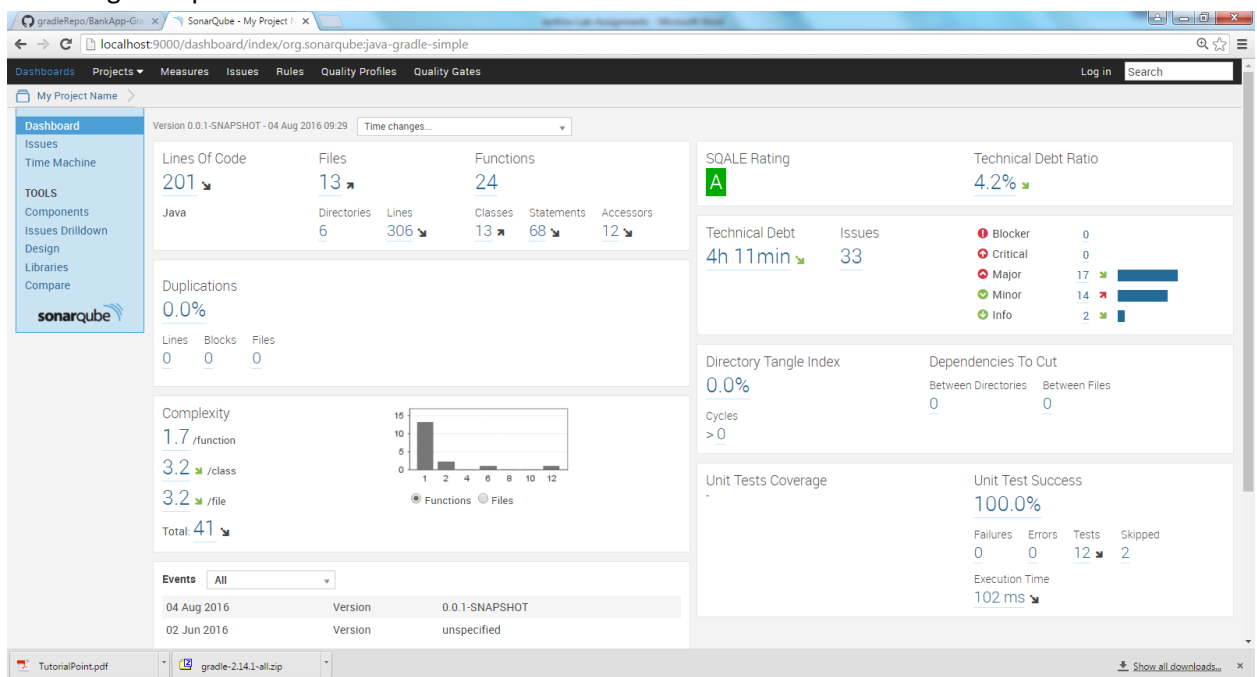 gradleRepo/BankApp-Gra
SonarQube - My Project N
localhost:9000/dashboard/index/org.sonarqube:java-gradle-simple
Dashboards Projects Measures Issues Rules Quality Profiles Quality Gates Log in Search
My Project Name
Dashboard
Issues
Time Machine
TOOLS
Components
Issues Drilldown
Design
Libraries
Compare
sonarqube
Version 0.0.1-SNAPSHOT - 04 Aug 2016 09:29 Time changes...
Lines Of Code Files Functions
201 13 24
Java Directories Lines Classes Statements Accessors
6 306 13 68 12
Duplications
0.0%
Lines Blocks Files
0 0 0
Complexity
1.7 /function
3.2 /class
3.2 /file
Total: 41
15
10
5
0
1 2 4 6 8 10 12
Functions Files
Events All
04 Aug 2016 Version 0.0.1-SNAPSHOT
02 Jun 2016 Version unspecified
SQALE Rating Technical Debt Ratio
A 4.2%
Technical Debt Issues
4h 11min 33
Blocker 0
Critical 0
Major 17
Minor 14
Info 2
Directory Tangle Index Dependencies To Cut
0.0% Between Directories Between Files
0 0
Cycles
> 0
Unit Tests Coverage Unit Test Success
- 100.0%
Failures Errors Tests Skipped
0 0 12 2
Execution Time
102 ms
TutorialPoint.pdf gradle-2.14.1-all.zip Show all downloads...